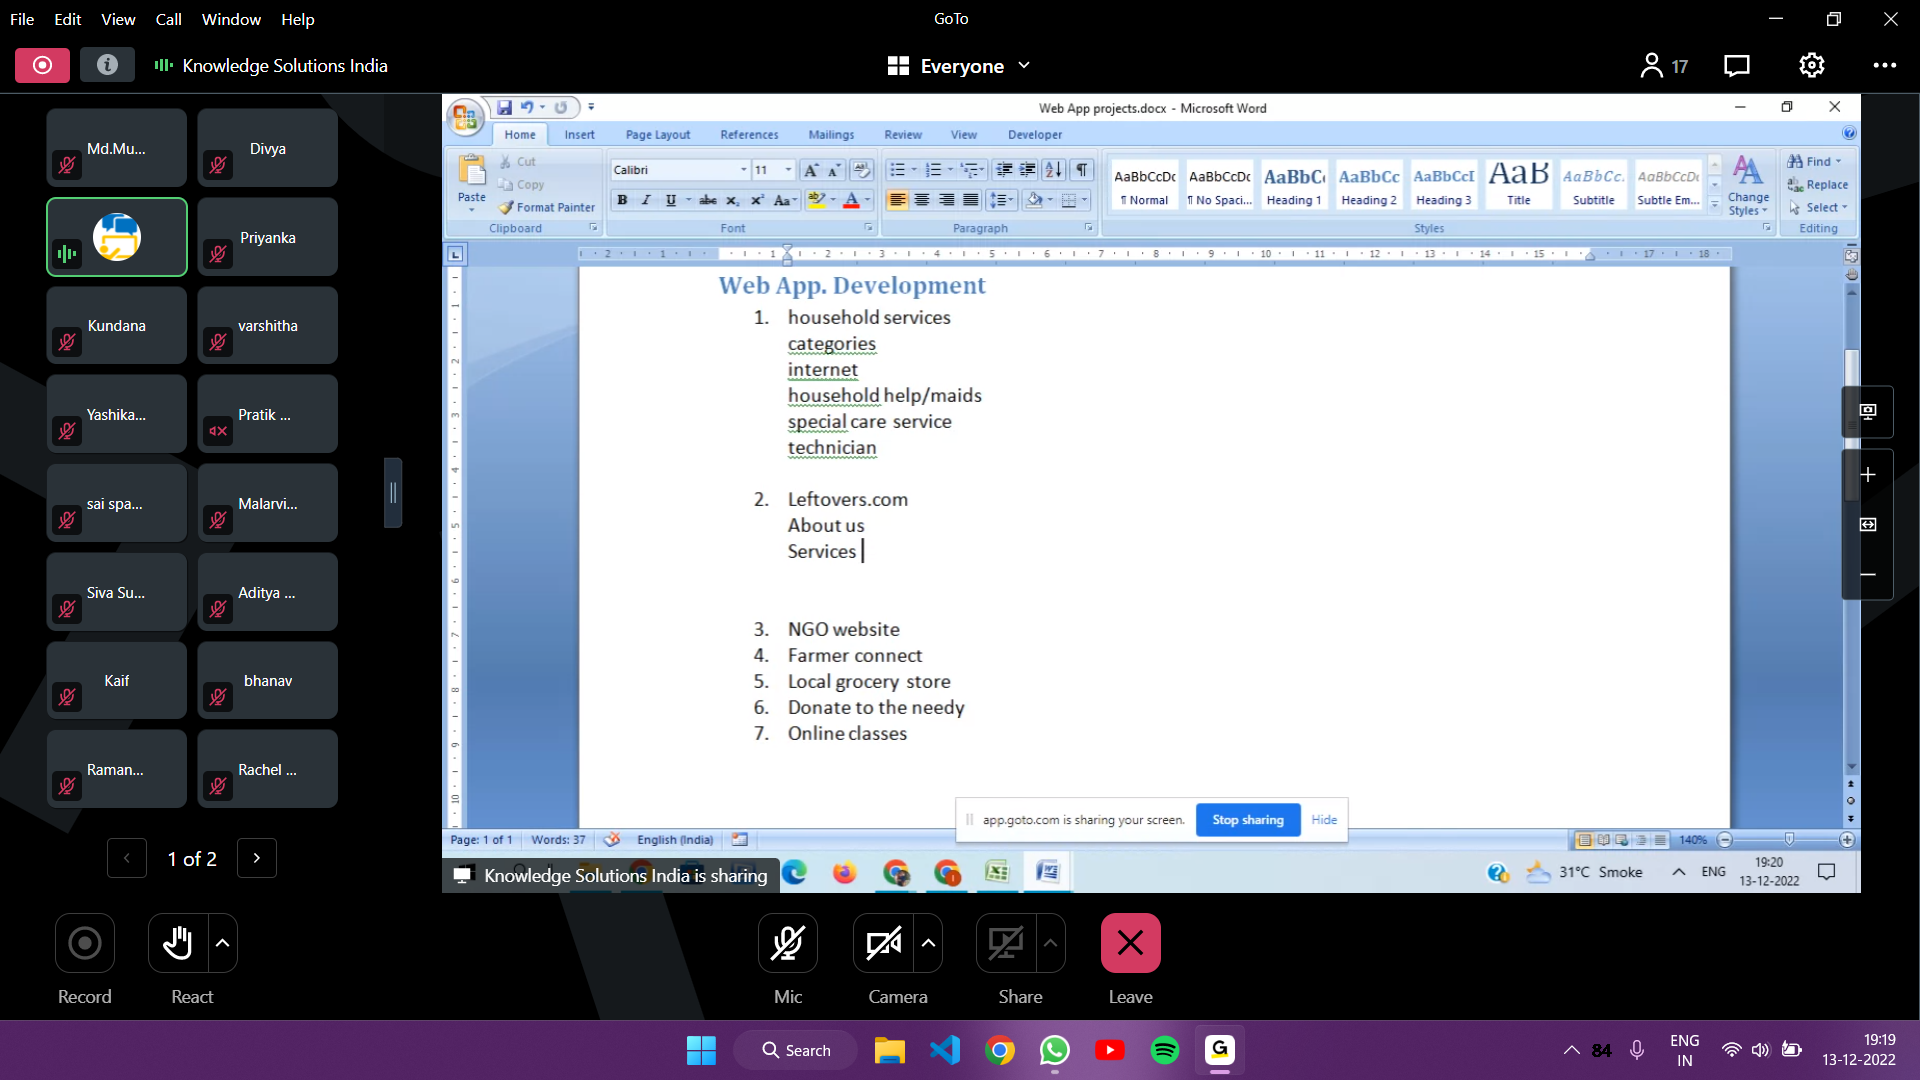 File Edit View Call Window Help
GoTo
Knowledge Solutions India
Everyone
17
Md.Mu...
Divya
Priyanka
Kundana
varshitha
Yashika...
Pratik ...
sai spa...
Malarvi...
Siva Su...
Aditya ...
Kaif
bhanav
Raman...
Rachel ...
1 of 2
Web App projects.docx - Microsoft Word
Home Insert Page Layout References Mailings Review View Developer
Paste
Cut
Copy
Format Painter
Clipboard
Calibri 11
Font
Paragraph
AaBbCcDc AaBbCcDc AaBbC AaBbCc AaBbCcI AaB AaBbCc. AaBbCcDc
¶ Normal ¶ No Spaci... Heading 1 Heading 2 Heading 3 Title Subtitle Subtle Em...
Change Styles
Styles
Find
Replace
Select
Editing
Web App. Development
1. household services
categories
internet
household help/maids
special care service
technician
2. Leftovers.com
About us
Services
3. NGO website
4. Farmer connect
5. Local grocery store
6. Donate to the needy
7. Online classes
app.goto.com is sharing your screen. Stop sharing Hide
Page: 1 of 1 Words: 37 English (India) 140%
Knowledge Solutions India is sharing
31°C Smoke ENG
19:20
13-12-2022
Record
React
Mic
Camera
Share
Leave
Search
84
ENG
IN
19:19
13-12-2022